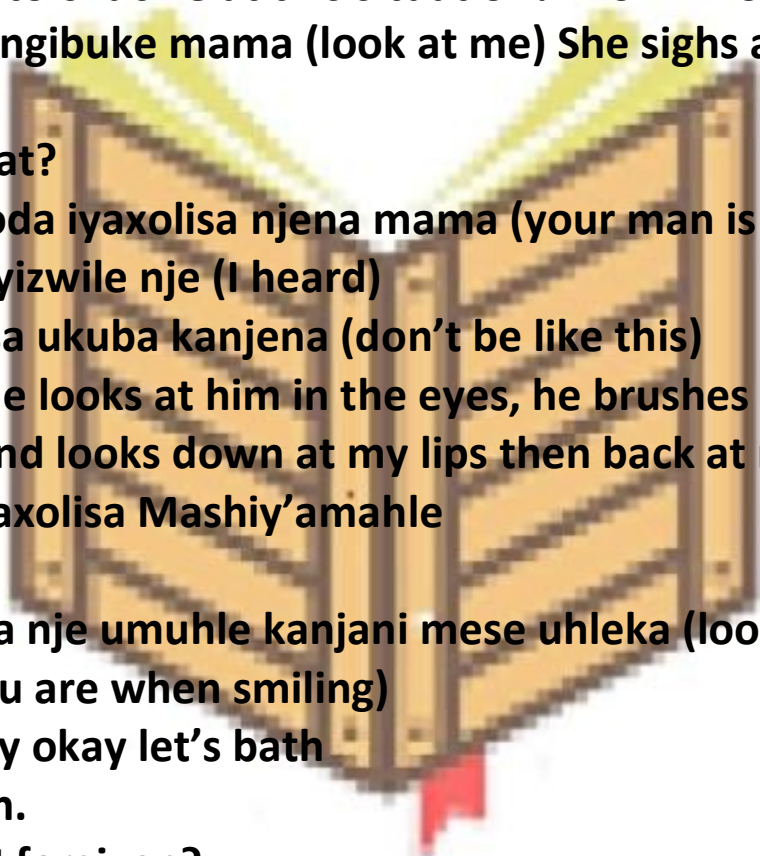 ngibuke mama (look at me) She sighs a
at?
oda iyaxolisa njena mama (your man is
yizwile nje (I heard)
a ukuba kanjena (don't be like this)
e looks at him in the eyes, he brushes
nd looks down at my lips then back at
axolisa Mashiy'amahle
a nje umuhle kanjani mese uhleka (loo
u are when smiling)
y okay let's bath
n.